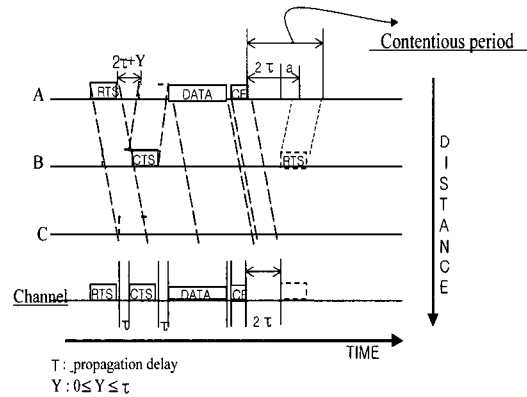 Contentious period
2τ+Y
2 τ
a
A
RTS
DATA
CF
B
CTS
RTS
C
DISTANCE
Channel
RTS
CTS
DATA
CF
τ
τ
2 τ
TIME
T : propagation delay
Y : 0≤ Y ≤ τ